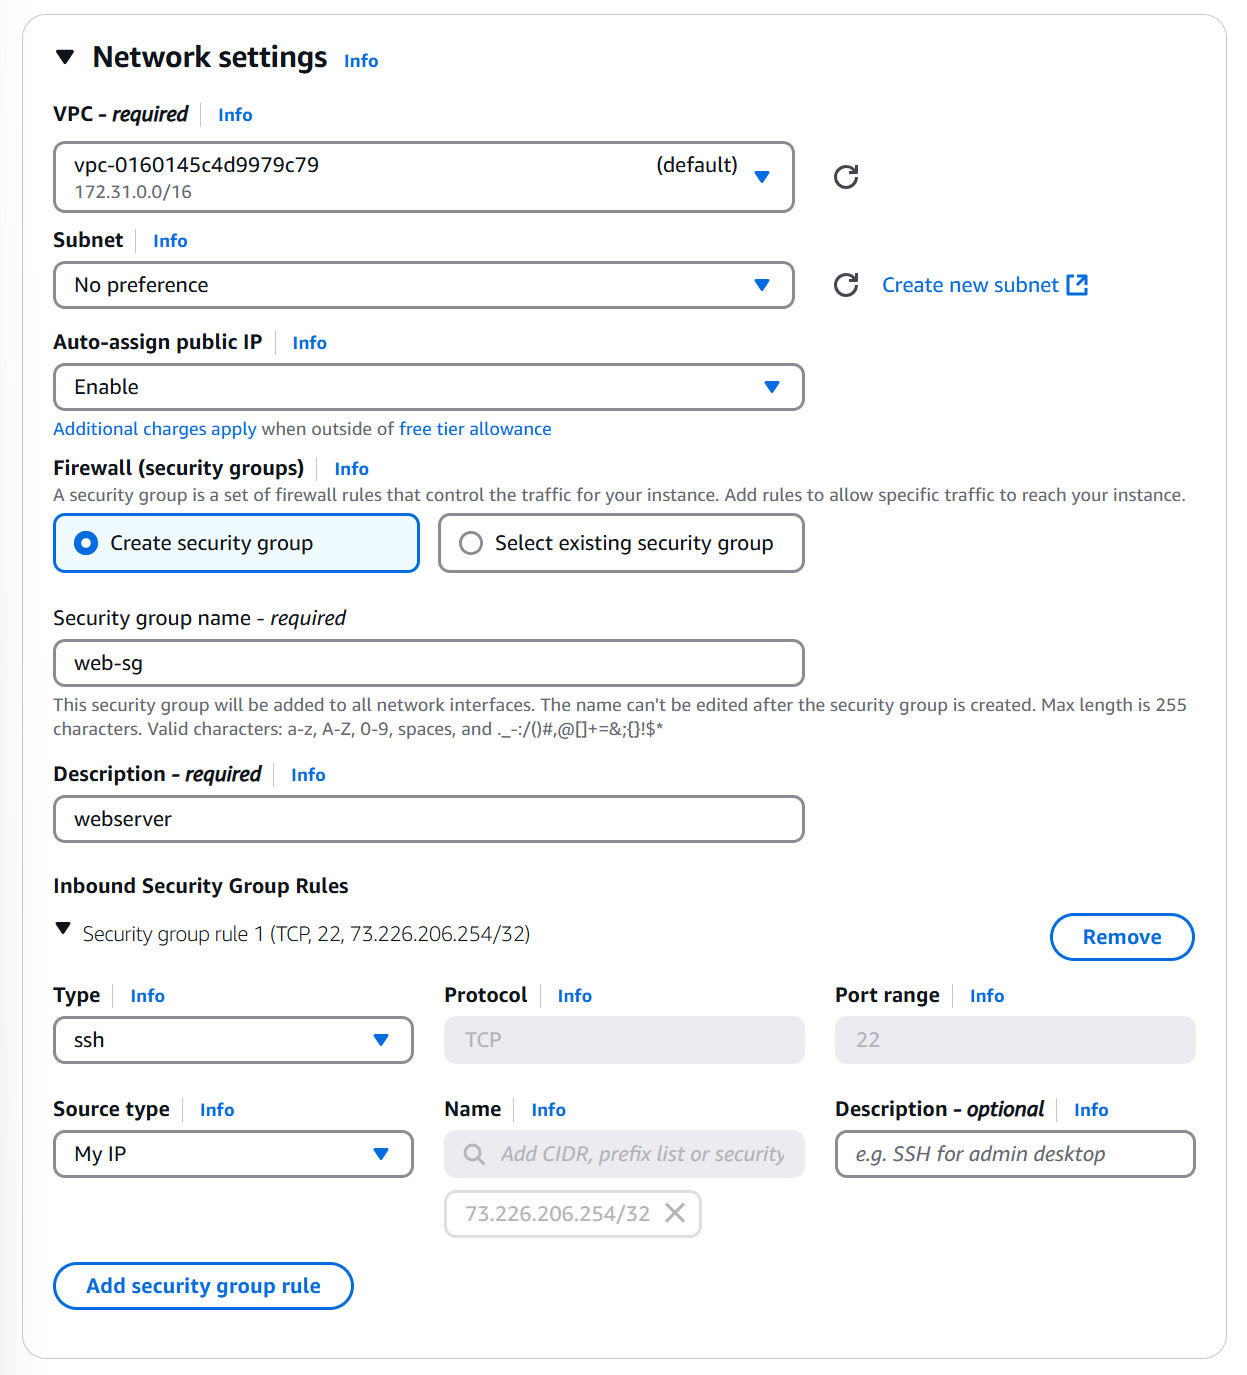 Network settings Info
VPC - required Info
vpc-0160145c4d9979c79 (default)
172.31.0.0/16
Subnet Info
No preference Create new subnet
Auto-assign public IP Info
Enable
Additional charges apply when outside of free tier allowance
Firewall (security groups) Info
A security group is a set of firewall rules that control the traffic for your instance. Add rules to allow specific traffic to reach your instance.
Create security group Select existing security group
Security group name - required
web-sg
This security group will be added to all network interfaces. The name can't be edited after the security group is created. Max length is 255
characters. Valid characters: a-z, A-Z, 0-9, spaces, and ._-:/()#,@[]+=&;{}!$*
Description - required Info
webserver
Inbound Security Group Rules
Security group rule 1 (TCP, 22, 73.226.206.254/32) Remove
Type Info Protocol Info Port range Info
ssh TCP 22
Source type Info Name Info Description - optional Info
My IP Add CIDR, prefix list or security e.g. SSH for admin desktop
73.226.206.254/32
Add security group rule